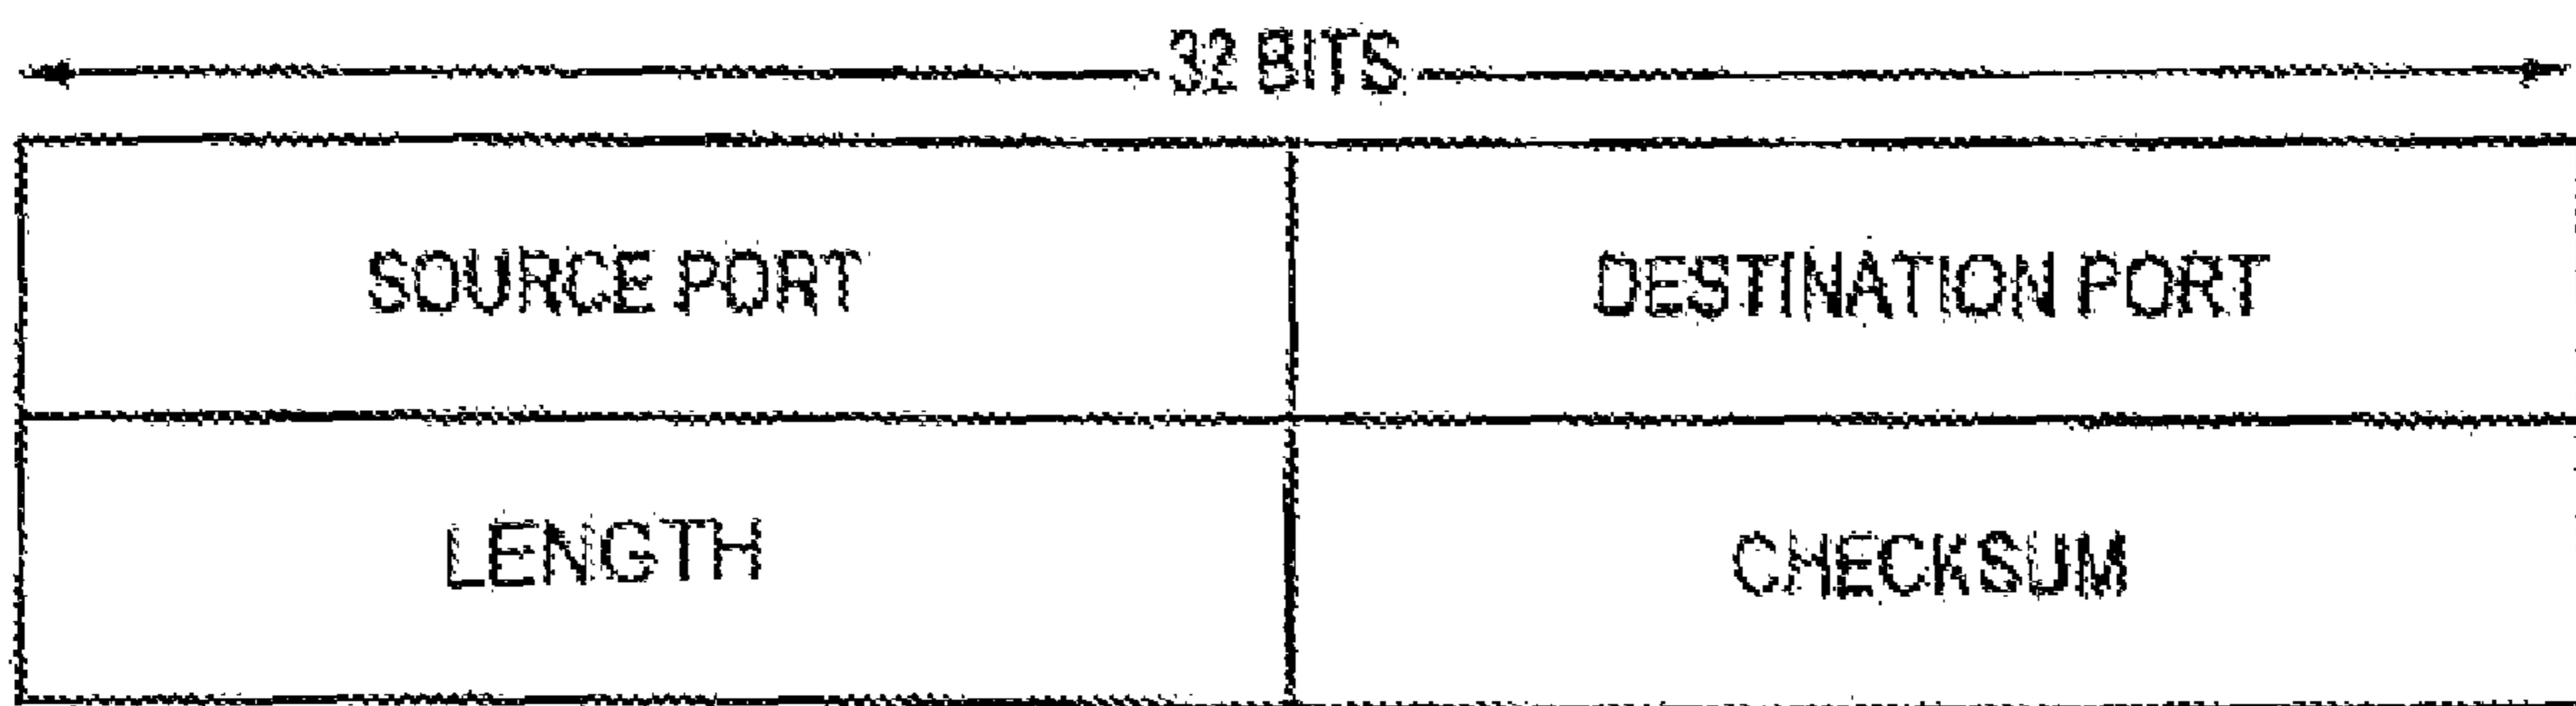 32 BITS
SOURCE PORT
DESTINATION PORT
LENGTH
CHECKSUM